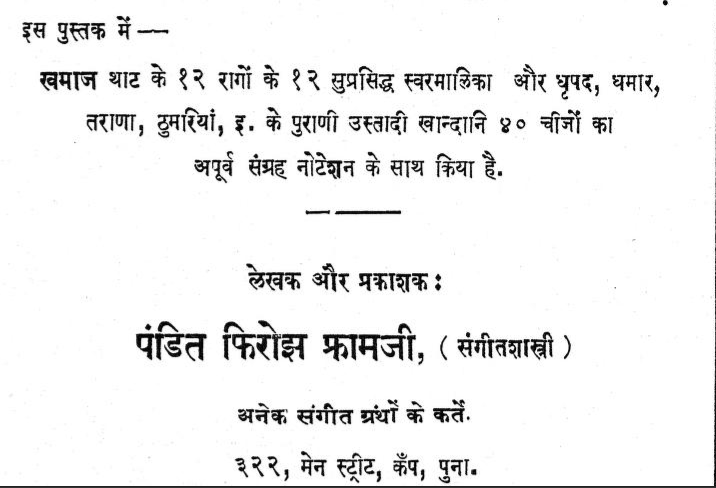 इस पुस्तक में —
खमाज थाट के १२ रागों के १२ सुप्रसिद्ध स्वरमालिका और धृपद, धमार,
तराणा, ठुमरियां, इ. के पुराणी उस्तादी खान्दानि ४० चीजों का
अपूर्व संग्रह नोटेशन के साथ किया है.
लेखक और प्रकाशक :
पंडित फिरोझ फ्रामजी, ( संगीतशास्त्री )
अनेक संगीत ग्रंथों के कर्ते.
३२२, मेन स्ट्रीट, कँप, पुना.